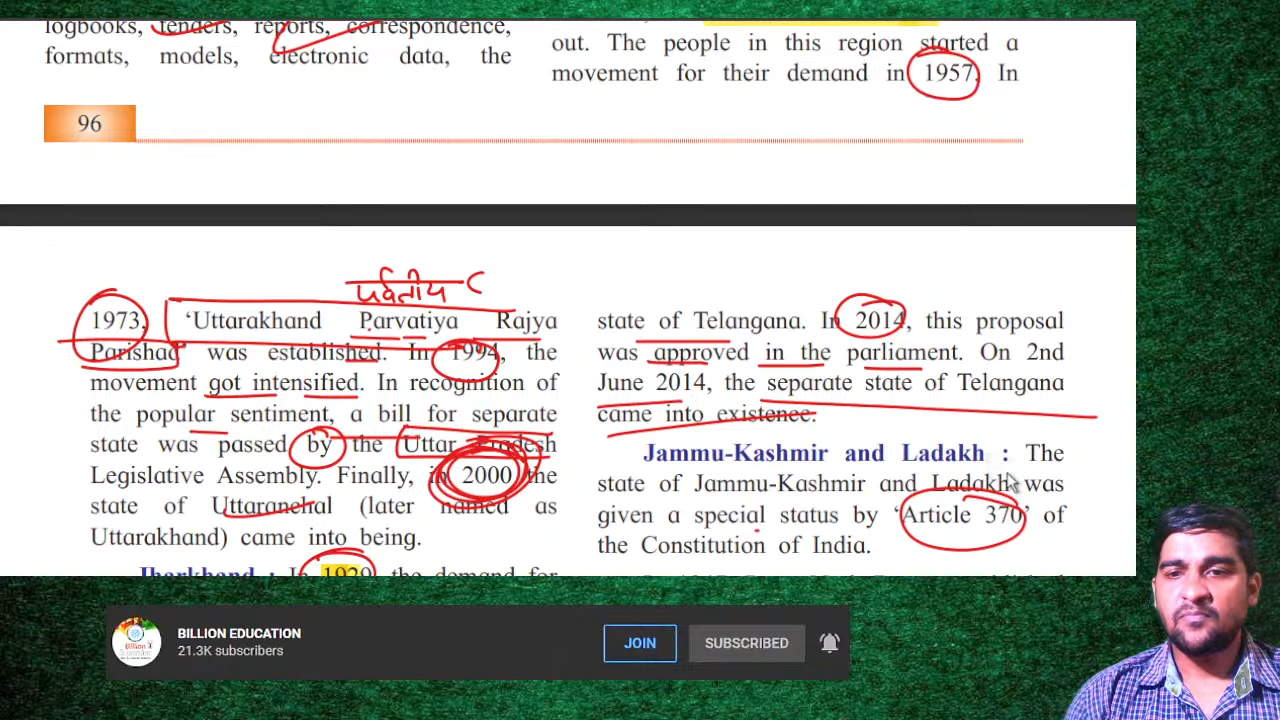 logbooks, tenders, reports, correspondence,
formats, models, electronic data, the
out. The people in this region started a
movement for their demand in 1957. In
96
पर्वतीय
1973, ‘Uttarakhand Parvatiya Rajya
Parishad’ was established. In 1994, the
movement got intensified. In recognition of
the popular sentiment, a bill for separate
state was passed by the Uttar Pradesh
Legislative Assembly. Finally, in 2000 the
state of Uttaranchal (later named as
Uttarakhand) came into being.
Jharkhand : In 1929 the demand for
state of Telangana. In 2014, this proposal
was approved in the parliament. On 2nd
June 2014, the separate state of Telangana
came into existence.
Jammu-Kashmir and Ladakh : The
state of Jammu-Kashmir and Ladakh was
given a special status by ‘Article 370’ of
the Constitution of India.
BILLION EDUCATION
21.3K subscribers
JOIN
SUBSCRIBED